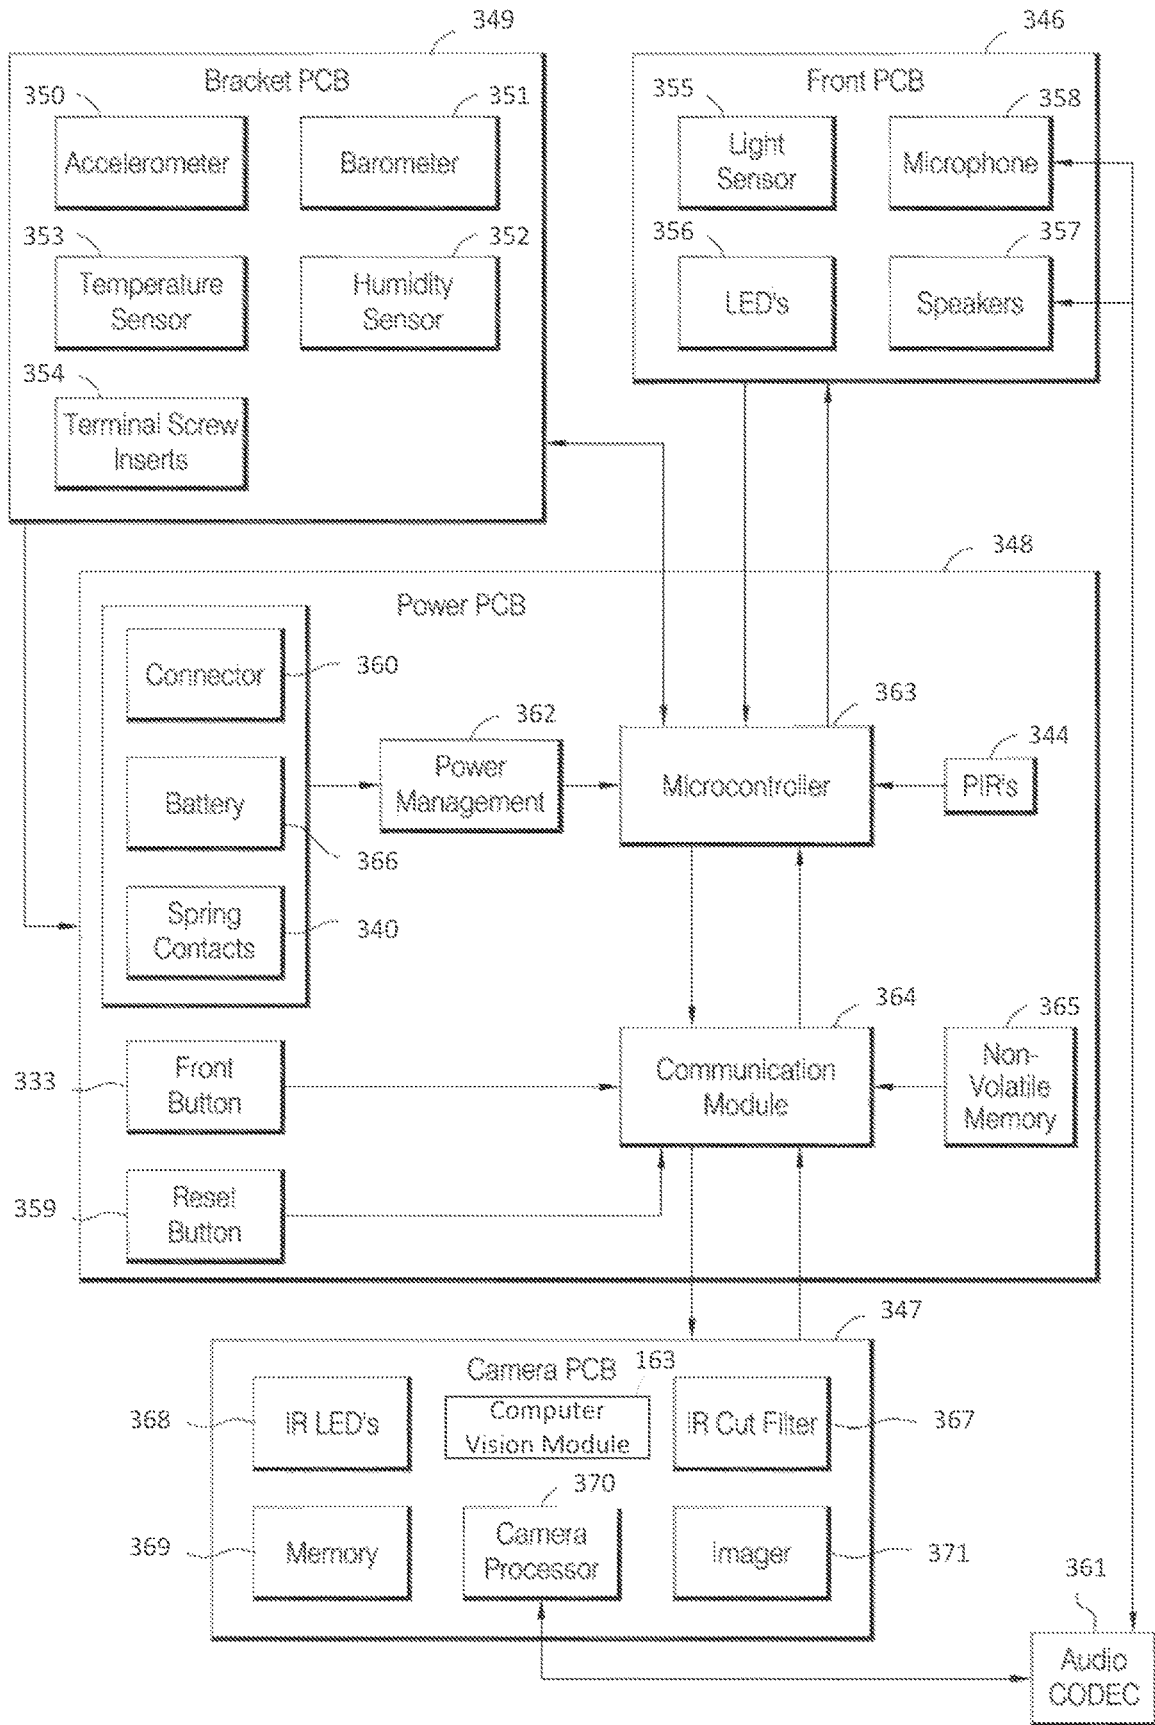 349
346
Bracket PCB
Front PCB
350
351
355
358
Accelerometer
Barometer
Light
Sensor
Microphone
353
352
356
357
Temperature
Sensor
Humidity
Sensor
LED's
Speakers
354
Terminal Screw
Inserts
348
Power PCB
Connector
360
362
363
344
Power
Management
Microcontroller
PIR's
Battery
366
Spring
Contacts
340
364
365
333
Front
Button
Communication
Module
Non-
Volatile
Memory
359
Reset
Button
347
Camera PCB
163
368
IR LED's
Computer
Vision Module
IR Cut Filter
367
370
369
Memory
Camera
Processor
Imager
371
361
Audio
CODEC